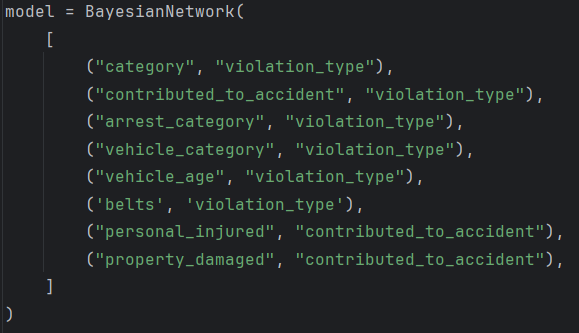 model = BayesianNetwork(
    [
        ("category", "violation_type"),
        ("contributed_to_accident", "violation_type"),
        ("arrest_category", "violation_type"),
        ("vehicle_category", "violation_type"),
        ("vehicle_age", "violation_type"),
        ('belts', 'violation_type'),
        ("personal_injured", "contributed_to_accident"),
        ("property_damaged", "contributed_to_accident"),
    ]
)